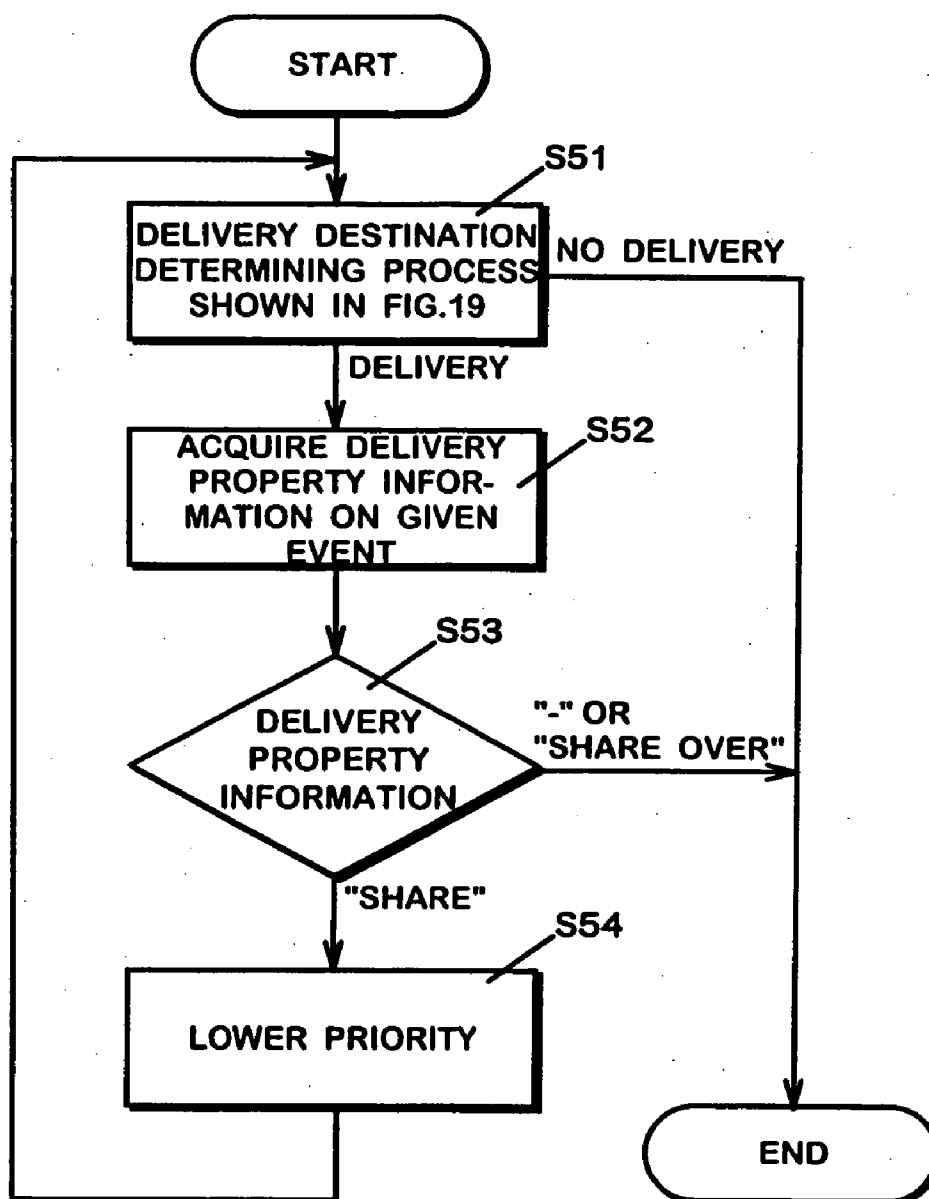 START
S51
DELIVERY DESTINATION
DETERMINING PROCESS
SHOWN IN FIG.19
NO DELIVERY
DELIVERY
S52
ACQUIRE DELIVERY
PROPERTY INFOR-
MATION ON GIVEN
EVENT
S53
DELIVERY
PROPERTY
INFORMATION
"-" OR
"SHARE OVER"
"SHARE"
S54
LOWER PRIORITY
END